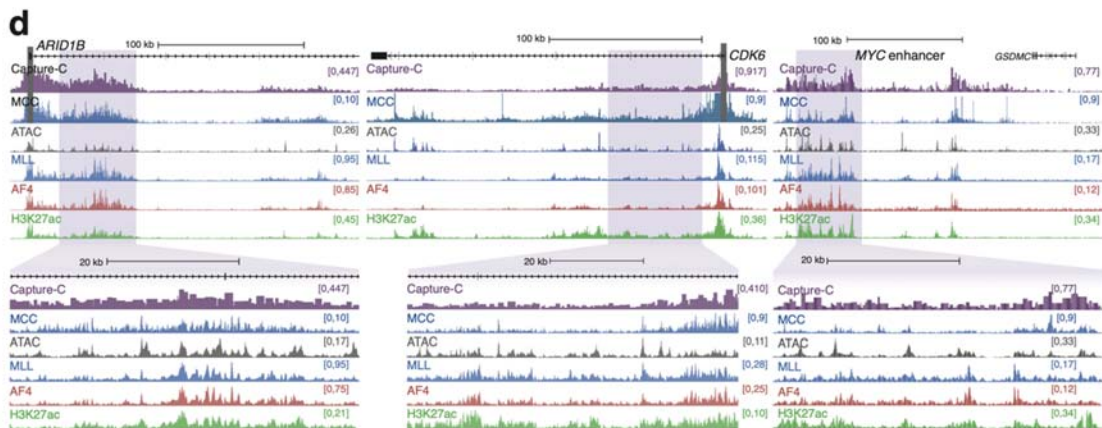 d
ARID1B
100 kb
Capture-C [0,447]
MCC [0,10]
ATAC [0,26]
MLL [0,95]
AF4 [0,85]
H3K27ac [0,45]
20 kb
Capture-C [0,447]
MCC [0,10]
ATAC [0,17]
MLL [0,95]
AF4 [0,75]
H3K27ac [0,21]
100 kb
CDK6
Capture-C [0,917]
MCC [0,9]
ATAC [0,25]
MLL [0,115]
AF4 [0,101]
H3K27ac [0,36]
20 kb
Capture-C [0,410]
MCC [0,9]
ATAC [0,11]
MLL [0,28]
AF4 [0,25]
H3K27ac [0,10]
100 kb
MYC enhancer GSDMC
Capture-C [0,77]
MCC [0,9]
ATAC [0,33]
MLL [0,17]
AF4 [0,12]
H3K27ac [0,34]
20 kb
Capture-C [0,77]
MCC [0,9]
ATAC [0,33]
MLL [0,17]
AF4 [0,12]
H3K27ac [0,34]